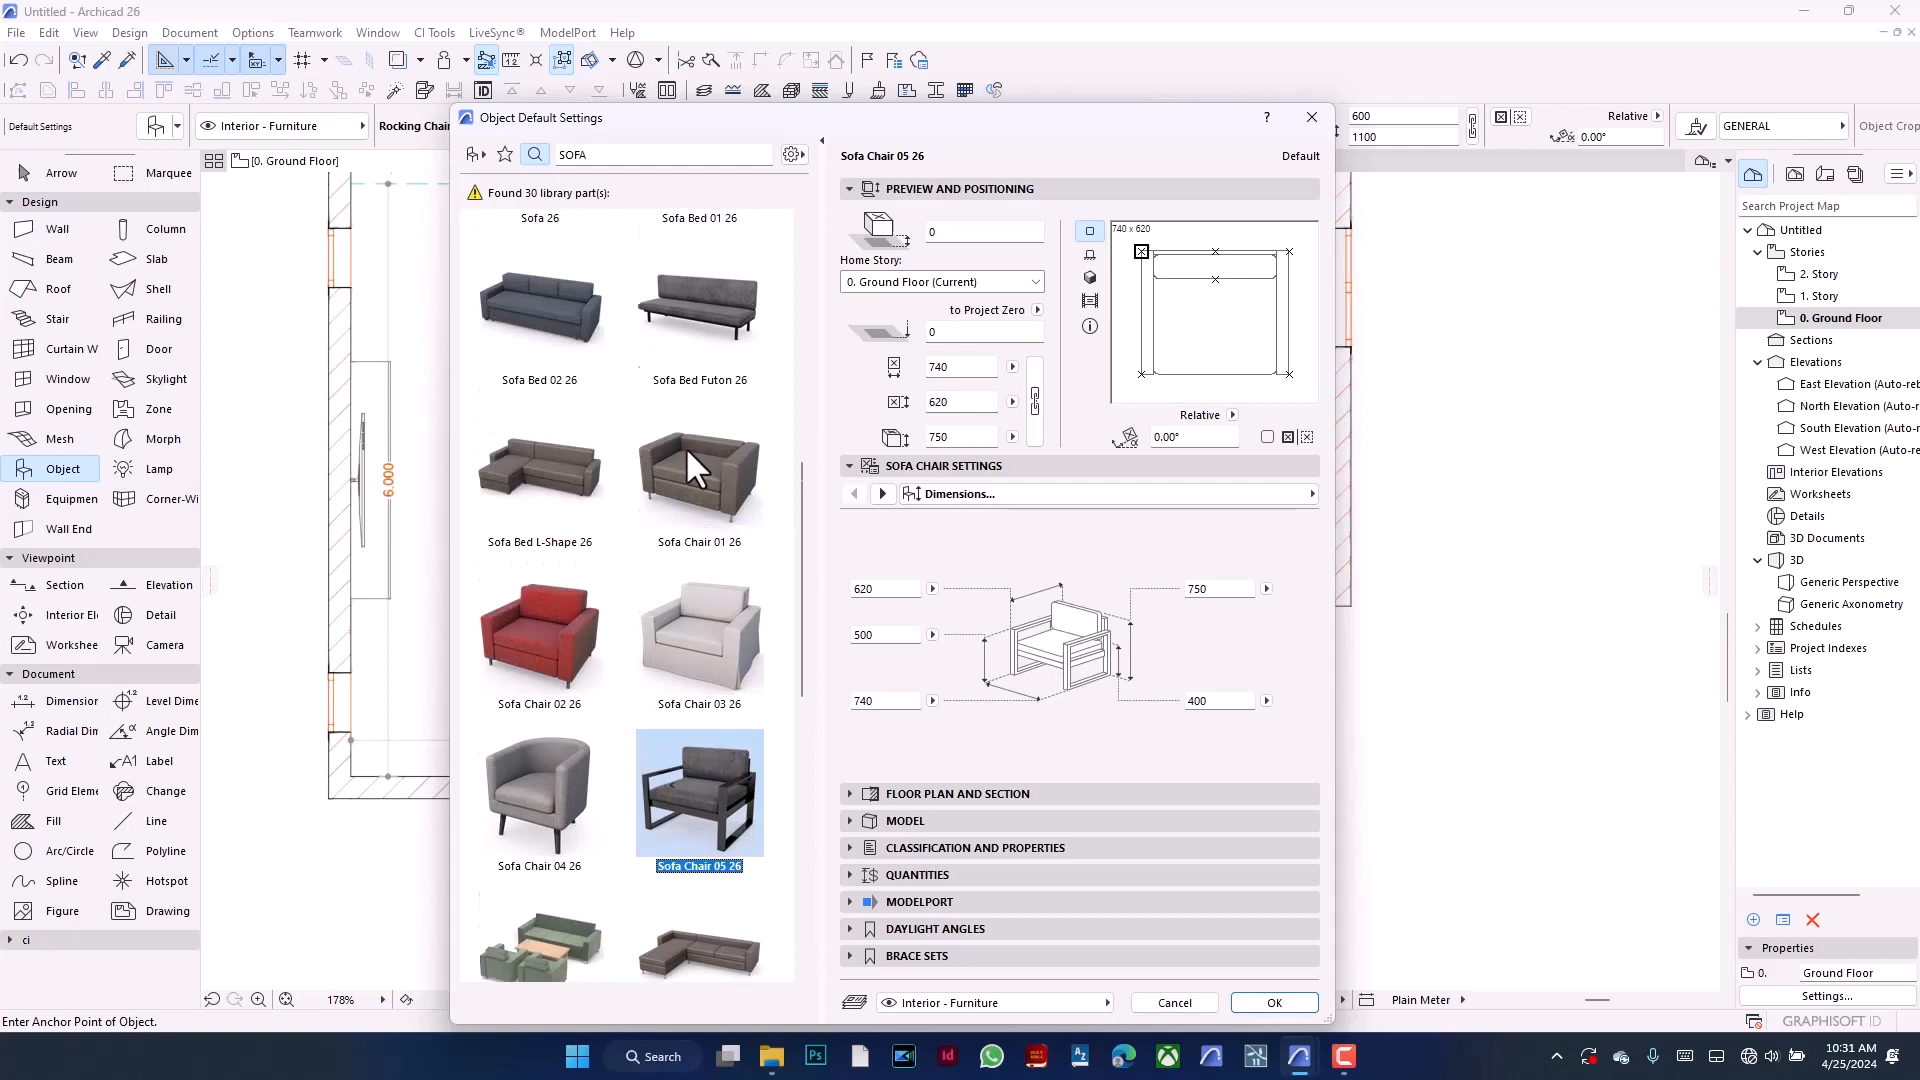 Untitled - Archicad 26
File Edit View Design Document Options Teamwork Window CI Tools LiveSync® ModelPort Help
Default Settings
Interior - Furniture
Rocking Chair
600
1100
Relative
0.00°
GENERAL
Object Crop
[0. Ground Floor]
Arrow
Marquee
Design
Wall
Column
Beam
Slab
Roof
Shell
Stair
Railing
Curtain W
Door
Window
Skylight
Opening
Zone
Mesh
Morph
Object
Lamp
Equipmen
Corner-Wi
Wall End
Viewpoint
Section
Elevation
Interior El
Detail
Workshee
Camera
Document
Dimension
Level Dime
Radial Dim
Angle Dim
Text
Label
Grid Eleme
Change
Fill
Line
Arc/Circle
Polyline
Spline
Hotspot
Figure
Drawing
ci
6.000
178%
Enter Anchor Point of Object.
Object Default Settings
SOFA
Found 30 library part(s):
Sofa 26
Sofa Bed 01 26
Sofa Bed 02 26
Sofa Bed Futon 26
Sofa Bed L-Shape 26
Sofa Chair 01 26
Sofa Chair 02 26
Sofa Chair 03 26
Sofa Chair 04 26
Sofa Chair 05 26
Sofa Chair 05 26
Default
PREVIEW AND POSITIONING
0
Home Story:
0. Ground Floor (Current)
to Project Zero
0
740
620
750
740 x 620
Relative
0.00°
SOFA CHAIR SETTINGS
Dimensions...
620
750
500
740
400
FLOOR PLAN AND SECTION
MODEL
CLASSIFICATION AND PROPERTIES
QUANTITIES
MODELPORT
DAYLIGHT ANGLES
BRACE SETS
Interior - Furniture
Cancel
OK
Search Project Map
Untitled
Stories
2. Story
1. Story
0. Ground Floor
Sections
Elevations
East Elevation (Auto-reb
North Elevation (Auto-r
South Elevation (Auto-r
West Elevation (Auto-re
Interior Elevations
Worksheets
Details
3D Documents
3D
Generic Perspective
Generic Axonometry
Schedules
Project Indexes
Lists
Info
Help
Properties
0.
Ground Floor
Settings...
Plain Meter
GRAPHISOFT ID
Search
10:31 AM
4/25/2024